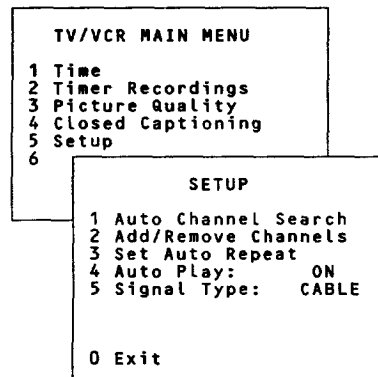 TV/VCR MAIN MENU
1 Time
2 Timer Recordings
3 Picture Quality
4 Closed Captioning
5 Setup
6
SETUP
1 Auto Channel Search
2 Add/Remove Channels
3 Set Auto Repeat
4 Auto Play: ON
5 Signal Type: CABLE
0 Exit